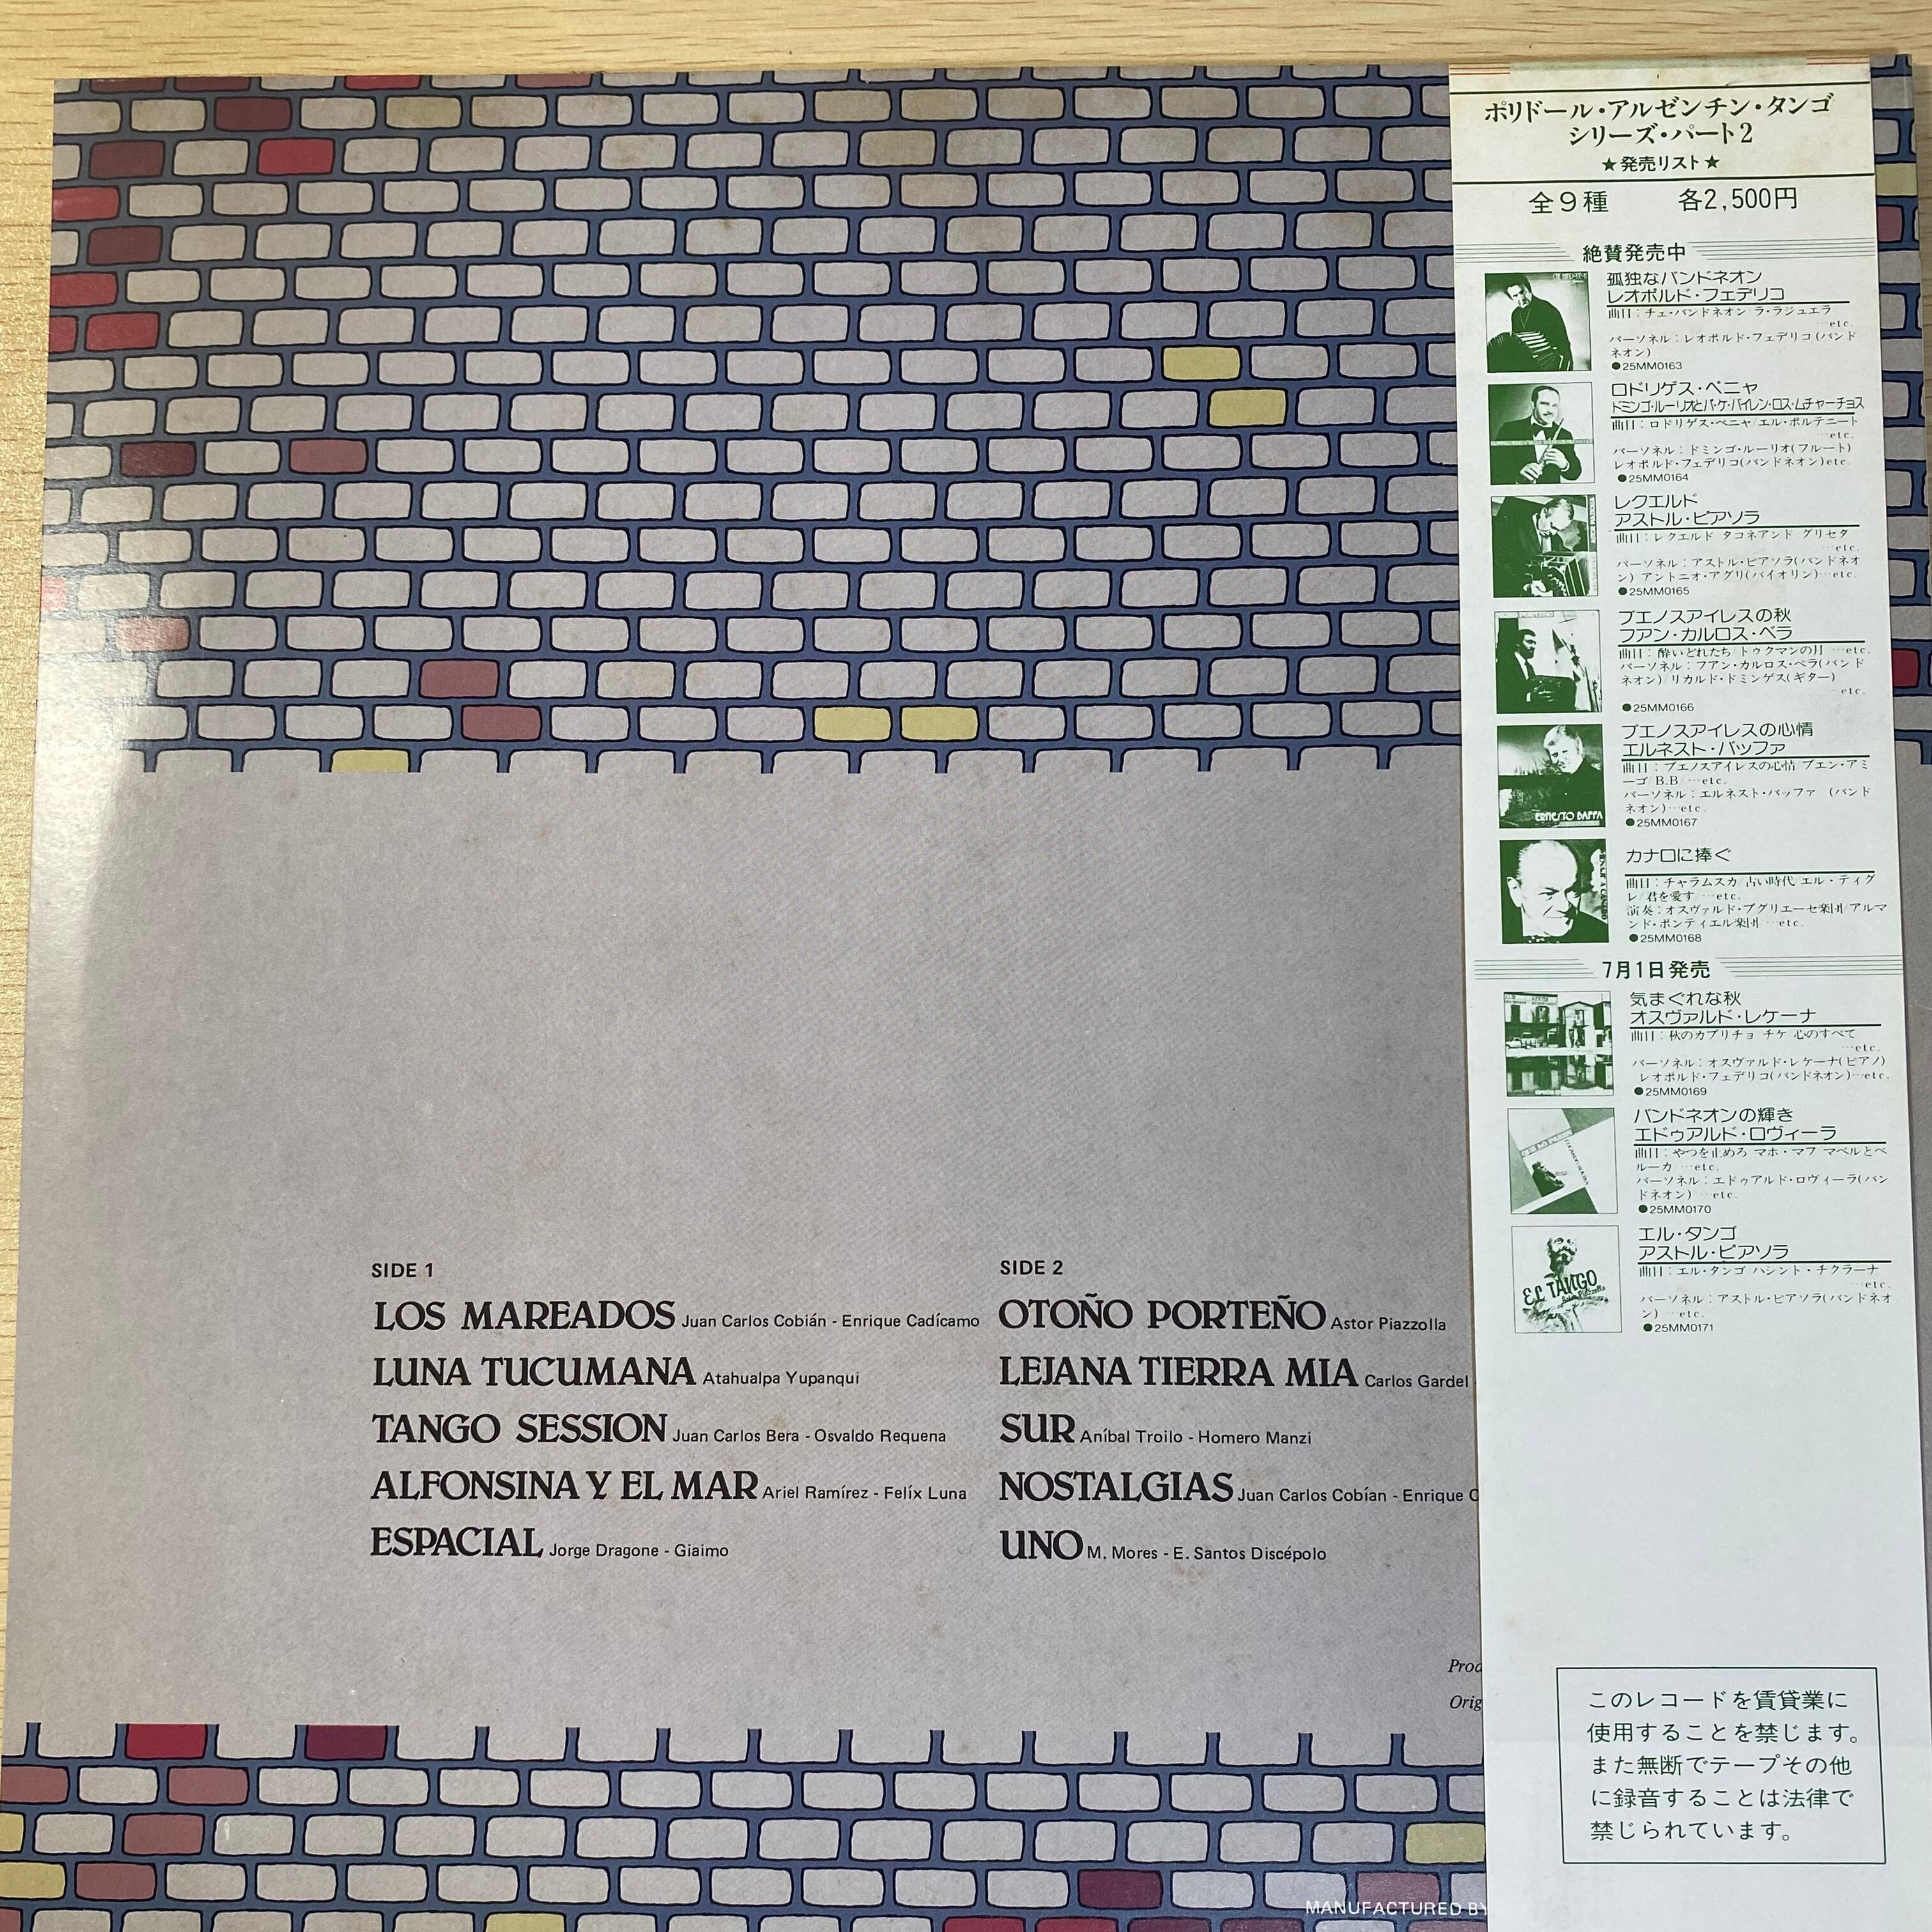 SIDE 1
LOS MAREADOS Juan Carlos Cobián - Enrique Cadícamo
LUNA TUCUMANA Atahualpa Yupanqui
TANGO SESSION Juan Carlos Bera - Osvaldo Requena
ALFONSINA Y EL MAR Ariel Ramírez - Felíx Luna
ESPACIAL Jorge Dragone - Giaimo
SIDE 2
OTOÑO PORTEÑO Astor Piazzolla
LEJANA TIERRA MIA Carlos Gardel
SUR Aníbal Troilo - Homero Manzi
NOSTALGIAS Juan Carlos Cobían - Enrique C
UNO M. Mores - E. Santos Discépolo
Prod
Orig
MANUFACTURED BY
ポリドール・アルゼンチン・タンゴ
シリーズ・パート2
★発売リスト★
全9種 各2,500円
絶賛発売中
孤独なバンドネオン
レオポルド・フェデリコ
曲目：チェ・バンドネオン/ラ・ラジュエラ
…etc.
パーソネル：レオポルド・フェデリコ(バンド
ネオン)
●25MM0163
ロドリゲス・ペニャ
ドミンゴ・ルーリオとパ・ケ・バイレン・ロス・ムチャーチョス
曲目：ロドリゲス・ペニャ/エル・ポルテニート
…etc.
パーソネル：ドミンゴ・ルーリオ(フルート)
レオポルド・フェデリコ(バンドネオン)etc.
●25MM0164
レクエルド
アストル・ピアソラ
曲目：レクエルド タコネアンド グリセタ
…etc.
パーソネル：アストル・ピアソラ(バンドネオ
ン) アントニオ・アグリ(バイオリン)…etc.
●25MM0165
ブエノスアイレスの秋
フアン・カルロス・ベラ
曲目：酔いどれたち/トゥクマンの月 …etc.
パーソネル：フアン・カルロス・ベラ(バンド
ネオン)/リカルド・ドミンゲス(ギター)
…etc.
●25MM0166
ブエノスアイレスの心情
エルネスト・バッファ
曲目：ブエノスアイレスの心情/ブエン・アミ
ーゴ B.B/…etc.
パーソネル：エルネスト・バッファ (バンド
ネオン)…etc.
●25MM0167
ERNESTO BAFFA
カナロに捧ぐ
曲目：チャラムスカ/古い時代 エル・ティグ
レ/君を愛す/…etc.
演奏：オスヴァルド・プグリエーセ楽団/アルマ
ンド・ポンティエル楽団 …etc.
●25MM0168
7月1日発売
気まぐれな秋
オスヴァルド・レケーナ
曲目：秋のカプリチョ チケ 心のすべて
…etc.
パーソネル：オスヴァルド・レケーナ(ピアノ)
レオポルド・フェデリコ(バンドネオン)…etc.
●25MM0169
バンドネオンの輝き
エドゥアルド・ロヴィーラ
曲目：やつを止めろ マホ・マフ マベルとペ
ルーカ …etc.
パーソネル：エドゥアルド・ロヴィーラ(バン
ドネオン) …etc.
●25MM0170
エル・タンゴ
アストル・ピアソラ
曲目：エル・タンゴ ハシント・チクラーナ
…etc.
パーソネル：アストル・ピアソラ(バンドネオ
ン)…etc.
●25MM0171
EL TANGO
このレコードを賃貸業に
使用することを禁じます。
また無断でテープその他
に録音することは法律で
禁じられています。